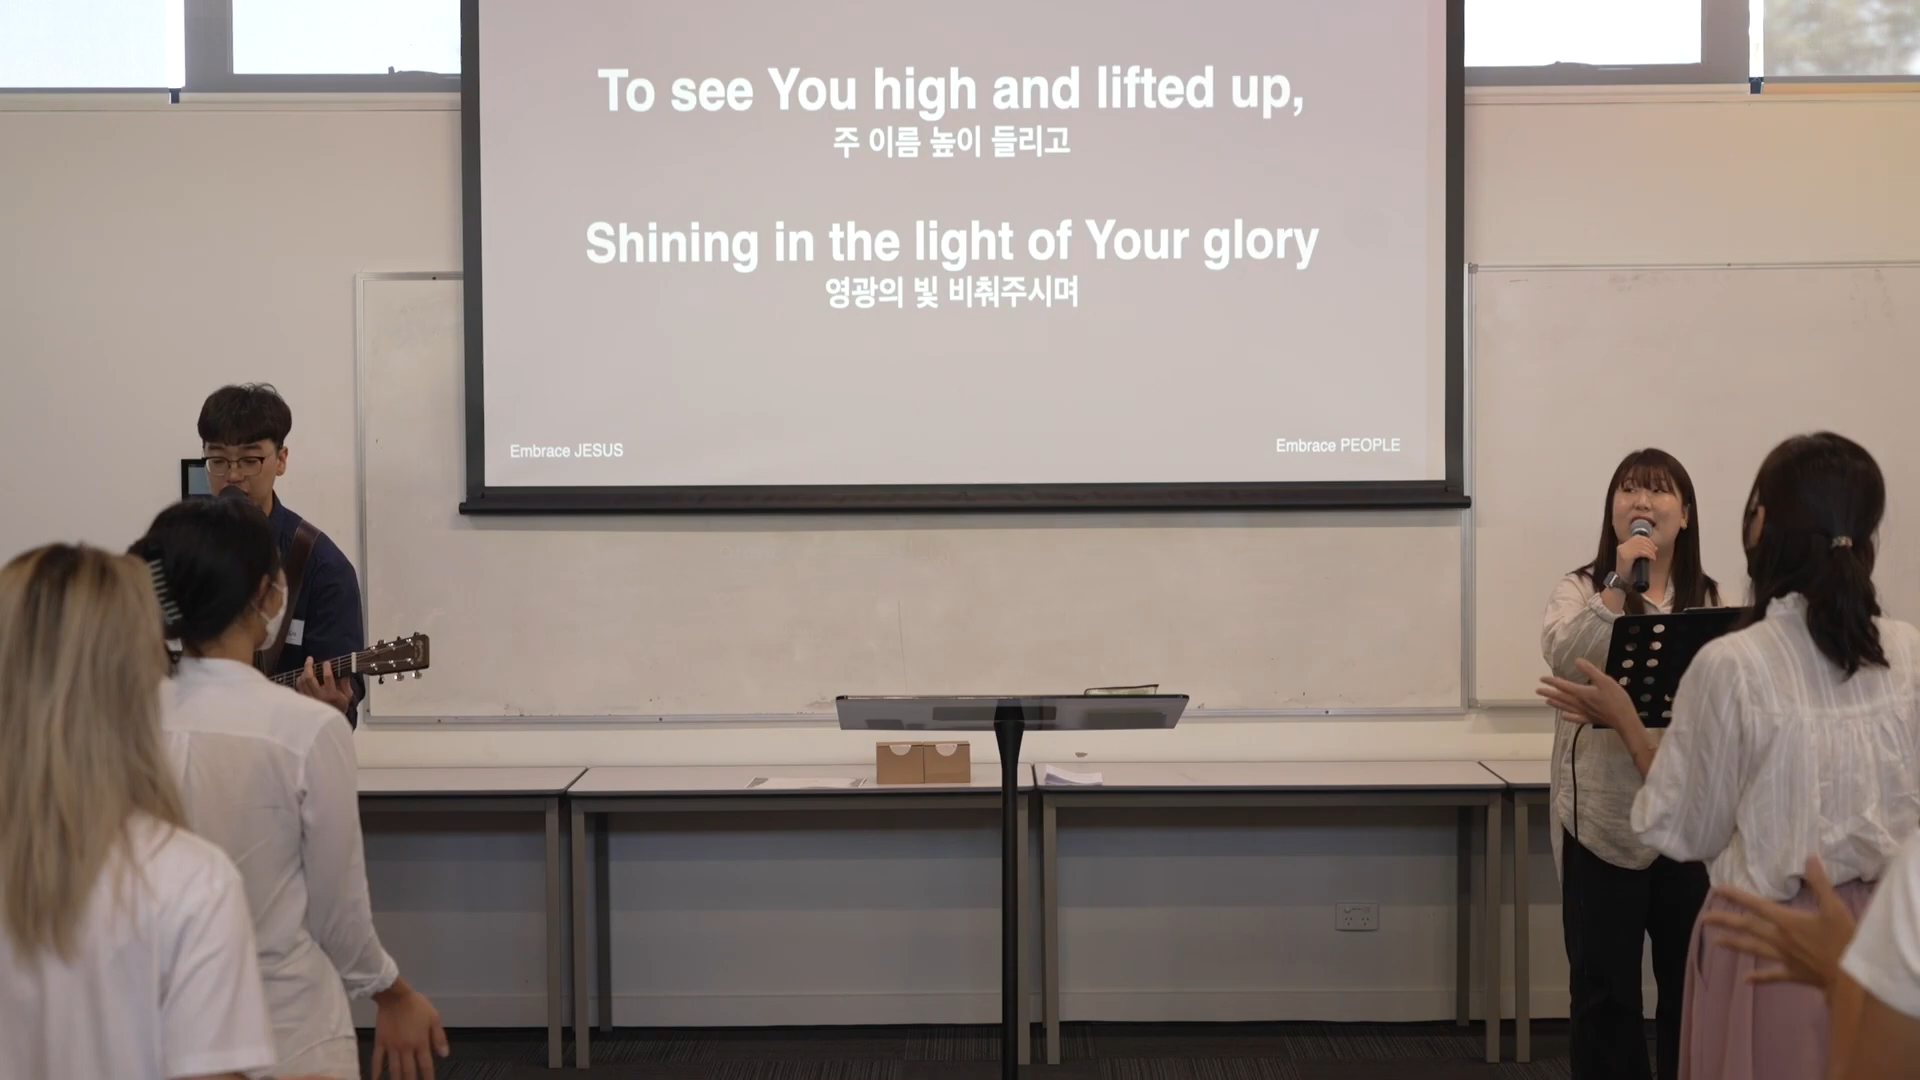 To see You high and lifted up,
주 이름 높이 들리고
Shining in the light of Your glory
영광의 빛 비춰주시며
Embrace JESUS
Embrace PEOPLE